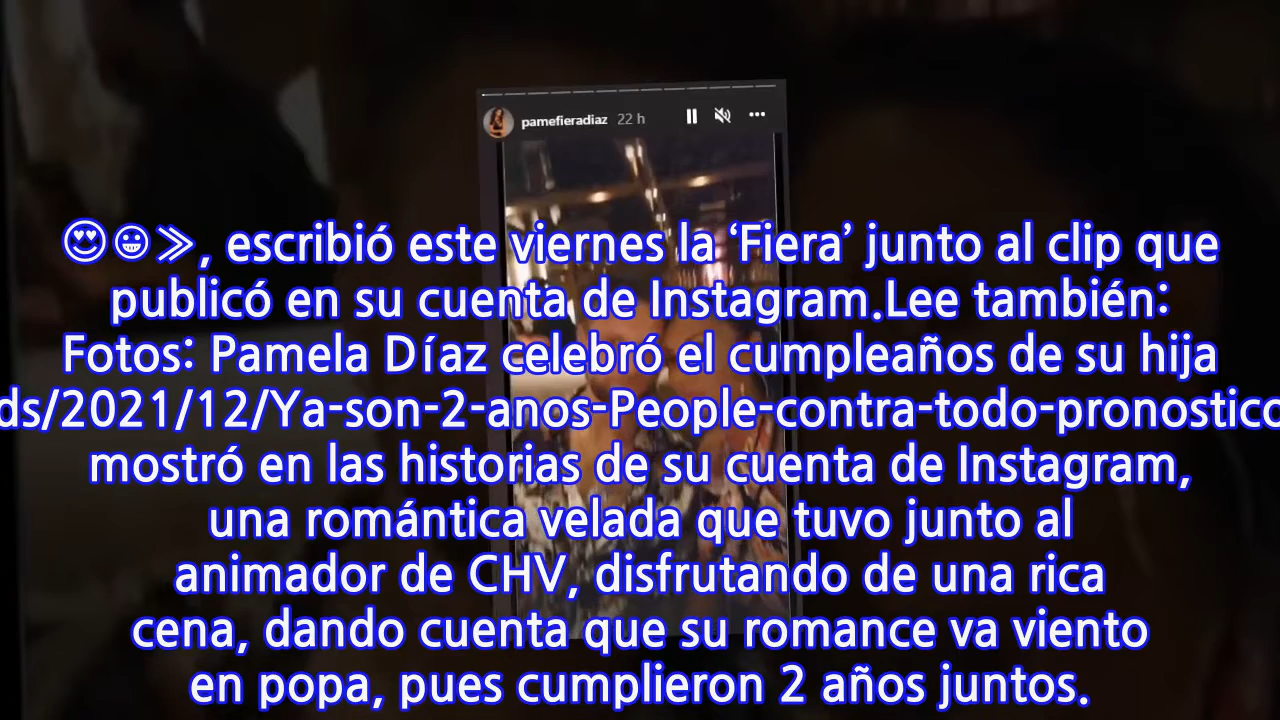 pamefieradiaz 22 h
😍😀≫, escribió este viernes la ‘Fiera’ junto al clip que
publicó en su cuenta de Instagram.Lee también:
Fotos: Pamela Díaz celebró el cumpleaños de su hija
ds/2021/12/Ya-son-2-anos-People-contra-todo-pronostico
mostró en las historias de su cuenta de Instagram,
una romántica velada que tuvo junto al
animador de CHV, disfrutando de una rica
cena, dando cuenta que su romance va viento
en popa, pues cumplieron 2 años juntos.